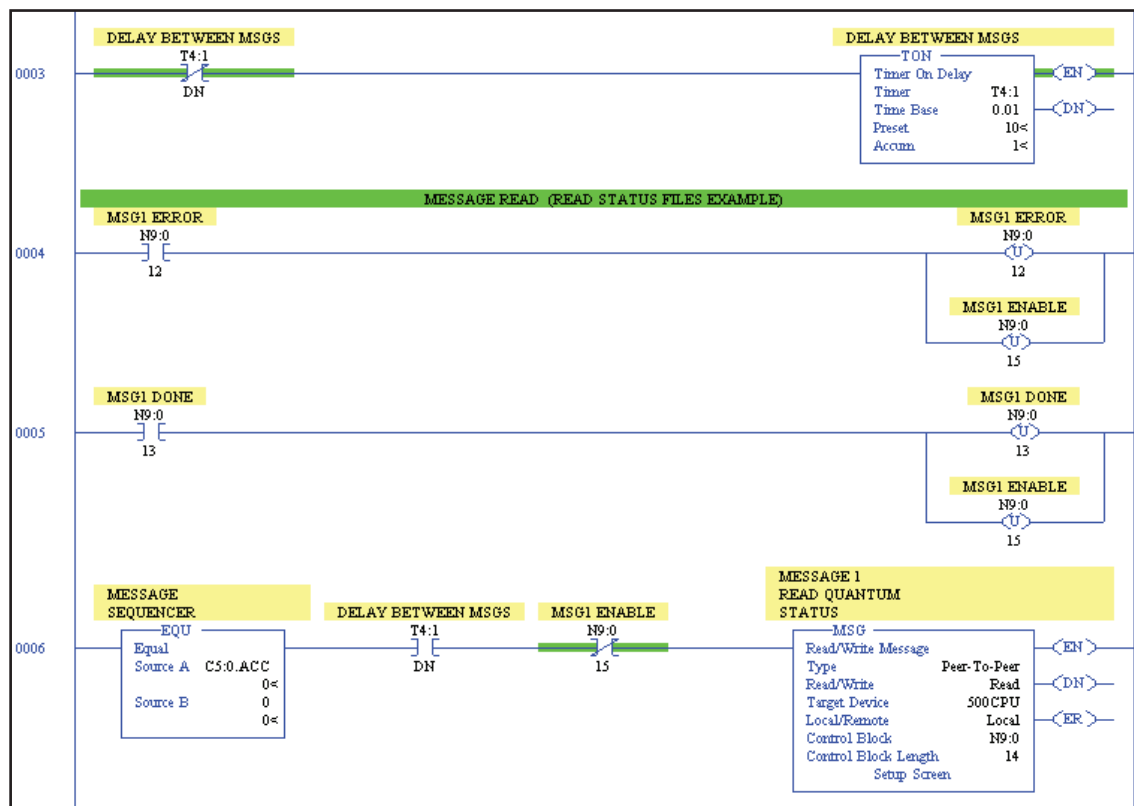 DELAY BETWEEN MSGS
T4:1
DN
DELAY BETWEEN MSGS
0003
TON
Timer On Delay
Timer T4:1
Time Base 0.01
Preset 10<
Accum 1<
EN
DN
MESSAGE READ (READ STATUS FILES EXAMPLE)
0004
MSG1 ERROR
N9:0
12
MSG1 ERROR
N9:0
U
12
MSG1 ENABLE
N9:0
U
15
0005
MSG1 DONE
N9:0
13
MSG1 DONE
N9:0
U
13
MSG1 ENABLE
N9:0
U
15
0006
MESSAGE
SEQUENCER
EQU
Equal
Source A C5:0.ACC
0<
Source B 0
0<
DELAY BETWEEN MSGS
T4:1
DN
MSG1 ENABLE
N9:0
15
MESSAGE 1
READ QUANTUM
STATUS
MSG
Read/Write Message
Type Peer-To-Peer
Read/Write Read
Target Device 500CPU
Local/Remote Local
Control Block N9:0
Control Block Length 14
Setup Screen
EN
DN
ER